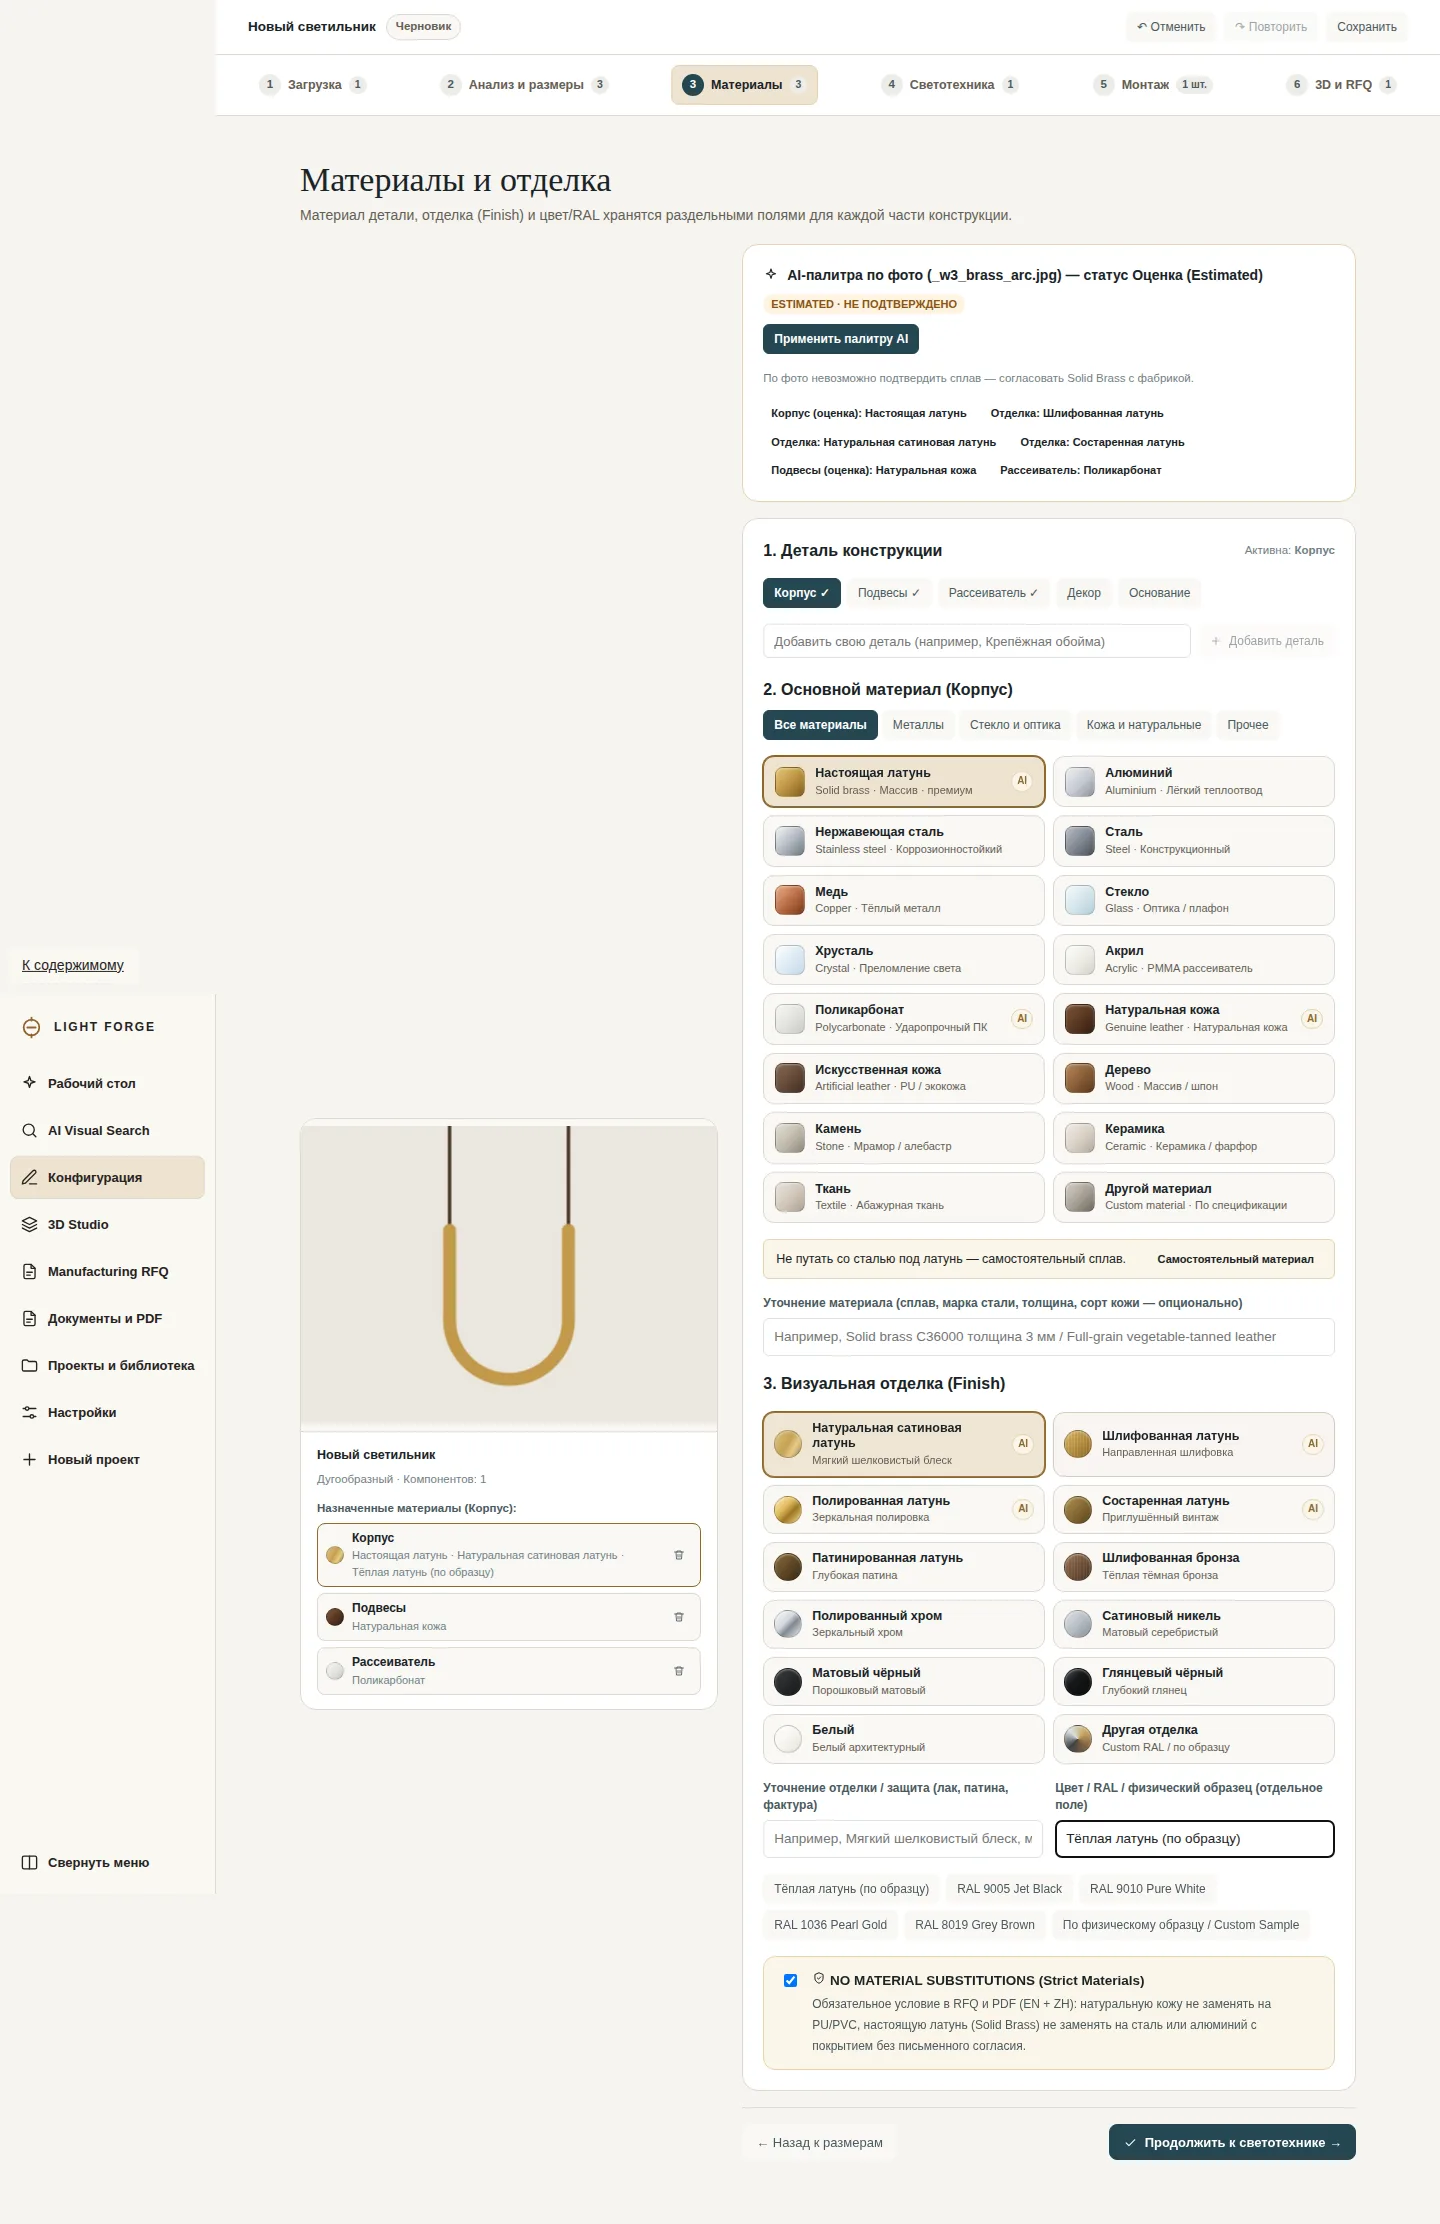 Новый светильник
Черновик
↶ Отменить
↷ Повторить
Сохранить
1 Загрузка 1
2 Анализ и размеры 3
3 Материалы 3
4 Светотехника 1
5 Монтаж 1 шт.
6 3D и RFQ 1
Материалы и отделка
Материал детали, отделка (Finish) и цвет/RAL хранятся раздельными полями для каждой части конструкции.
К содержимому
LIGHT FORGE
Рабочий стол
AI Visual Search
Конфигурация
3D Studio
Manufacturing RFQ
Документы и PDF
Проекты и библиотека
Настройки
Новый проект
Свернуть меню
Новый светильник
Дугообразный · Компонентов: 1
Назначенные материалы (Корпус):
Корпус
Настоящая латунь · Натуральная сатиновая латунь ·
Тёплая латунь (по образцу)
Подвесы
Натуральная кожа
Рассеиватель
Поликарбонат
AI-палитра по фото (_w3_brass_arc.jpg) — статус Оценка (Estimated)
ESTIMATED · НЕ ПОДТВЕРЖДЕНО
Применить палитру AI
По фото невозможно подтвердить сплав — согласовать Solid Brass с фабрикой.
Корпус (оценка): Настоящая латунь
Отделка: Шлифованная латунь
Отделка: Натуральная сатиновая латунь
Отделка: Состаренная латунь
Подвесы (оценка): Натуральная кожа
Рассеиватель: Поликарбонат
1. Деталь конструкции
Активна: Корпус
Корпус ✓
Подвесы ✓
Рассеиватель ✓
Декор
Основание
Добавить свою деталь (например, Крепёжная обойма)
+ Добавить деталь
2. Основной материал (Корпус)
Все материалы
Металлы
Стекло и оптика
Кожа и натуральные
Прочее
Настоящая латунь
Solid brass · Массив · премиум
AI
Алюминий
Aluminium · Лёгкий теплоотвод
Нержавеющая сталь
Stainless steel · Коррозионностойкий
Сталь
Steel · Конструкционный
Медь
Copper · Тёплый металл
Стекло
Glass · Оптика / плафон
Хрусталь
Crystal · Преломление света
Акрил
Acrylic · PMMA рассеиватель
Поликарбонат
Polycarbonate · Ударопрочный ПК
AI
Натуральная кожа
Genuine leather · Натуральная кожа
AI
Искусственная кожа
Artificial leather · PU / экокожа
Дерево
Wood · Массив / шпон
Камень
Stone · Мрамор / алебастр
Керамика
Ceramic · Керамика / фарфор
Ткань
Textile · Абажурная ткань
Другой материал
Custom material · По спецификации
Не путать со сталью под латунь — самостоятельный сплав.
Самостоятельный материал
Уточнение материала (сплав, марка стали, толщина, сорт кожи — опционально)
Например, Solid brass C36000 толщина 3 мм / Full-grain vegetable-tanned leather
3. Визуальная отделка (Finish)
Натуральная сатиновая
латунь
Мягкий шелковистый блеск
AI
Шлифованная латунь
Направленная шлифовка
AI
Полированная латунь
Зеркальная полировка
AI
Состаренная латунь
Приглушённый винтаж
AI
Патинированная латунь
Глубокая патина
Шлифованная бронза
Тёплая тёмная бронза
Полированный хром
Зеркальный хром
Сатиновый никель
Матовый серебристый
Матовый чёрный
Порошковый матовый
Глянцевый чёрный
Глубокий глянец
Белый
Белый архитектурный
Другая отделка
Custom RAL / по образцу
Уточнение отделки / защита (лак, патина,
фактура)
Например, Мягкий шелковистый блеск, м
Цвет / RAL / физический образец (отдельное
поле)
Тёплая латунь (по образцу)
Тёплая латунь (по образцу)
RAL 9005 Jet Black
RAL 9010 Pure White
RAL 1036 Pearl Gold
RAL 8019 Grey Brown
По физическому образцу / Custom Sample
NO MATERIAL SUBSTITUTIONS (Strict Materials)
Обязательное условие в RFQ и PDF (EN + ZH): натуральную кожу не заменять на
PU/PVC, настоящую латунь (Solid Brass) не заменять на сталь или алюминий с
покрытием без письменного согласия.
← Назад к размерам
Продолжить к светотехнике →